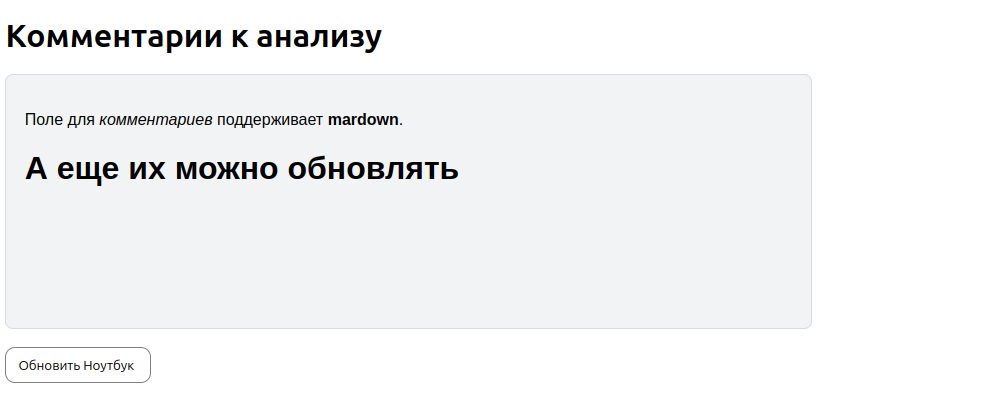 Комментарии к анализу
Поле для комментариев поддерживает mardown.
А еще их можно обновлять
Обновить Ноутбук